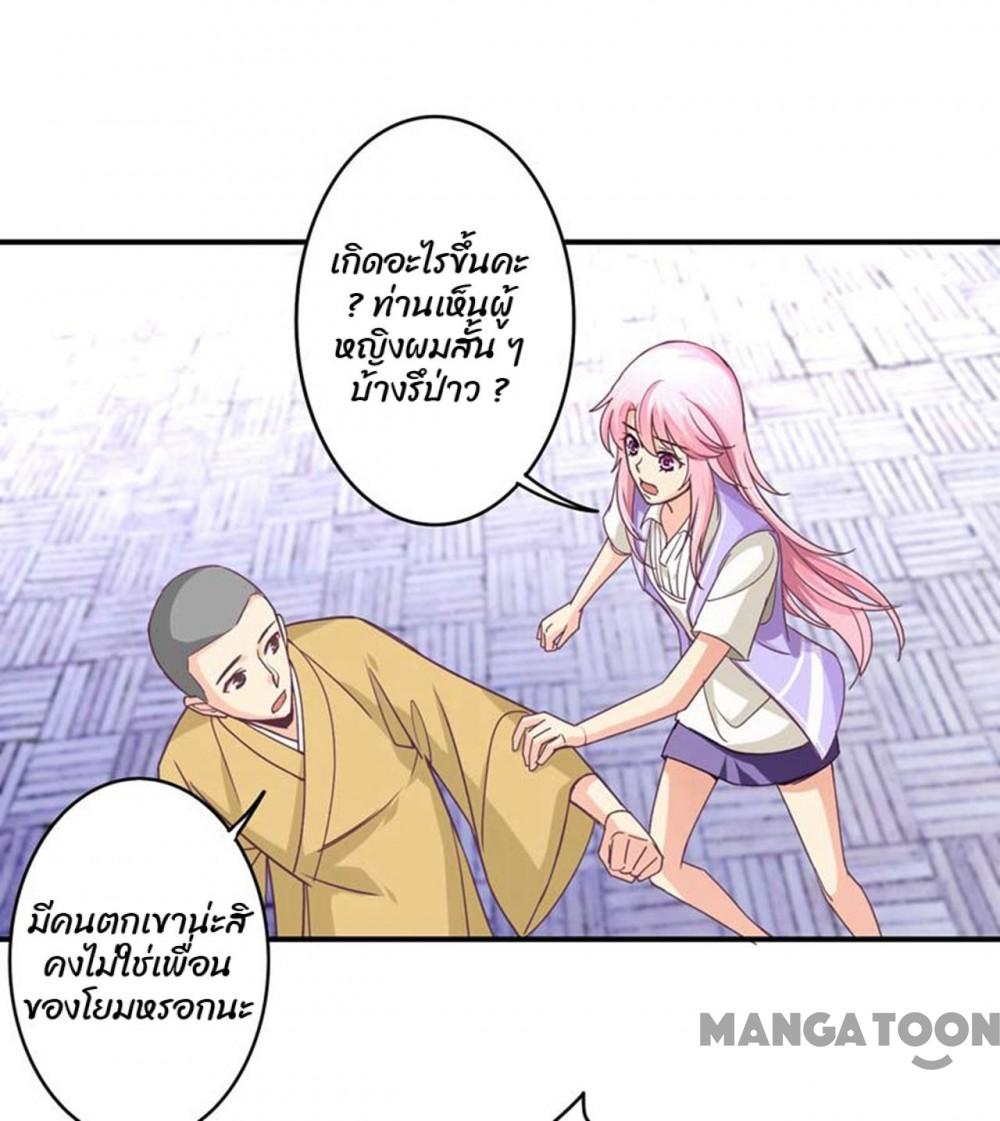 เกิดอะไรขึ้นคะ
? ท่านเห็นผู้
หญิงผมสั้น ๆ
บ้างรึป่าว ?
มีคนตกเขาน่ะสิ
คงไม่ใช่เพื่อน
ของโยมหรอกนะ
MANGATOON